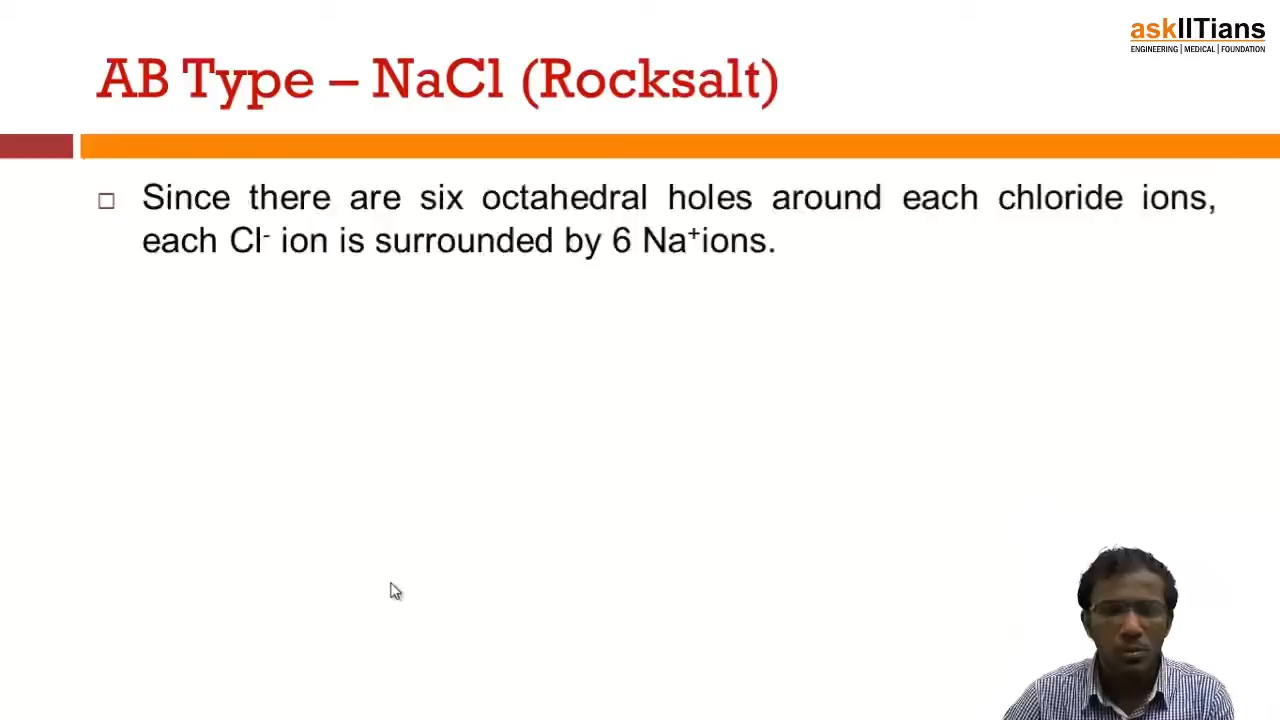 askIITians
ENGINEERING | MEDICAL | FOUNDATION
AB Type – NaCl (Rocksalt)
Since there are six octahedral holes around each chloride ions,
each Cl⁻ ion is surrounded by 6 Na⁺ions.